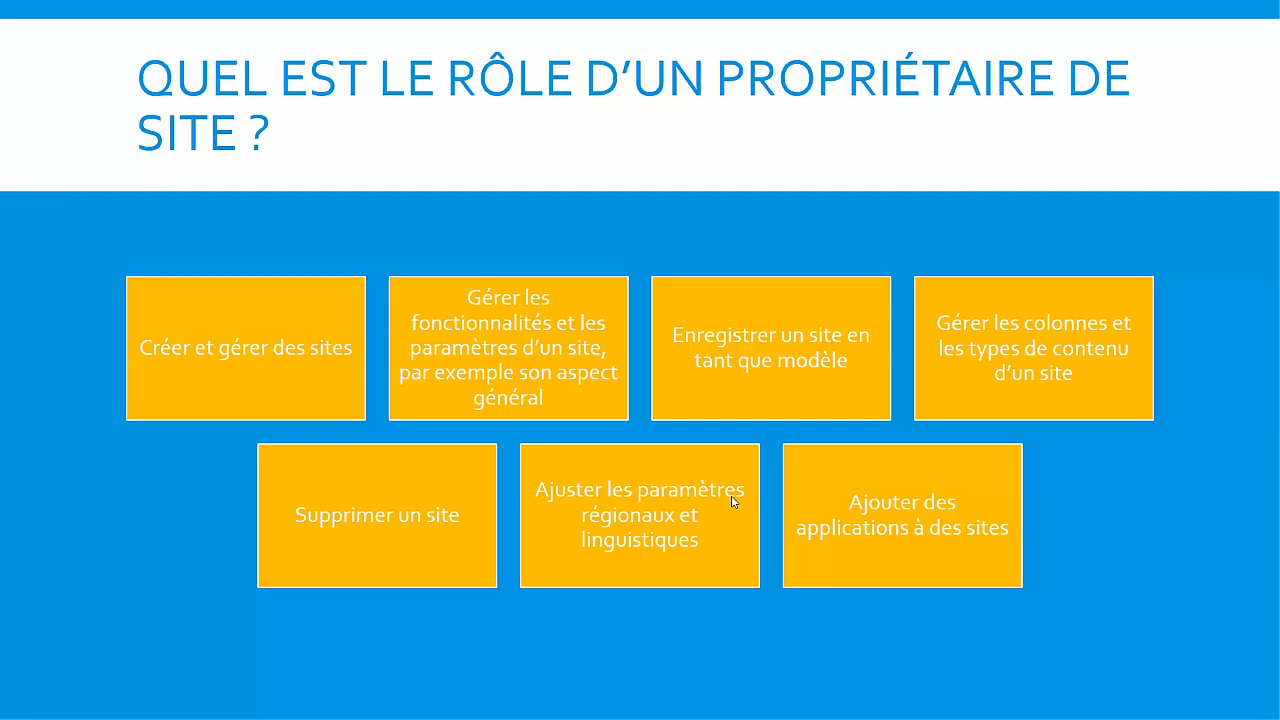 QUEL EST LE RÔLE D’UN PROPRIÉTAIRE DE
SITE ?
Créer et gérer des sites
Gérer les
fonctionnalités et les
paramètres d’un site,
par exemple son aspect
général
Enregistrer un site en
tant que modèle
Gérer les colonnes et
les types de contenu
d’un site
Supprimer un site
Ajuster les paramètres
régionaux et
linguistiques
Ajouter des
applications à des sites